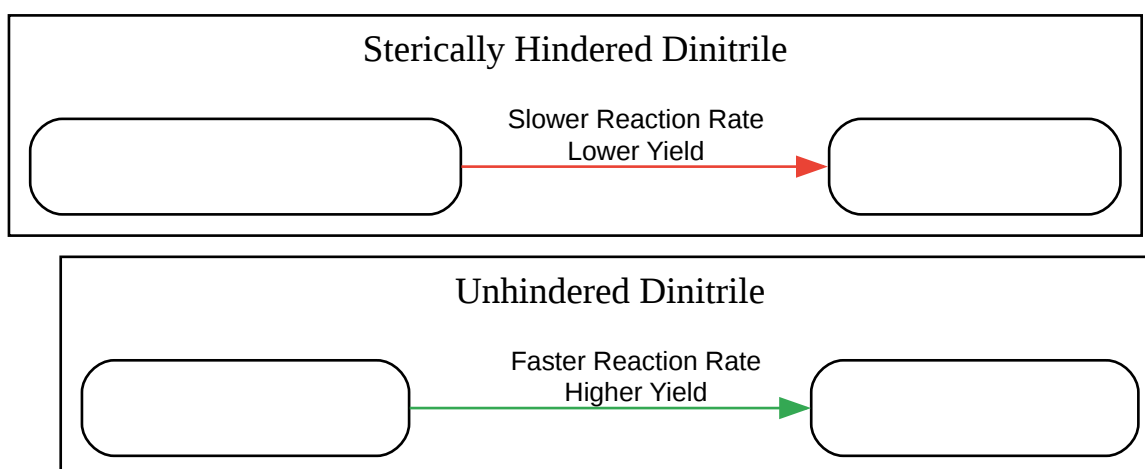 Sterically Hindered Dinitrile
Slower Reaction Rate
Lower Yield
Unhindered Dinitrile
Faster Reaction Rate
Higher Yield